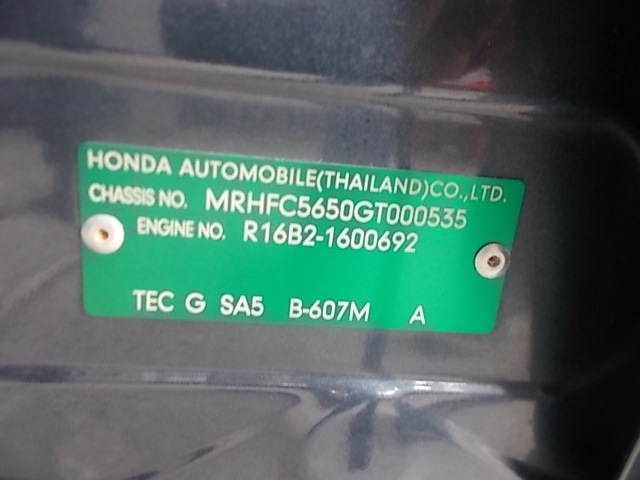 HONDA AUTOMOBILE(THAILAND)CO.,LTD.
CHASSIS NO. MRHFC5650GT000535
ENGINE NO. R16B2-1600692
TEC G SA5 B-607M A